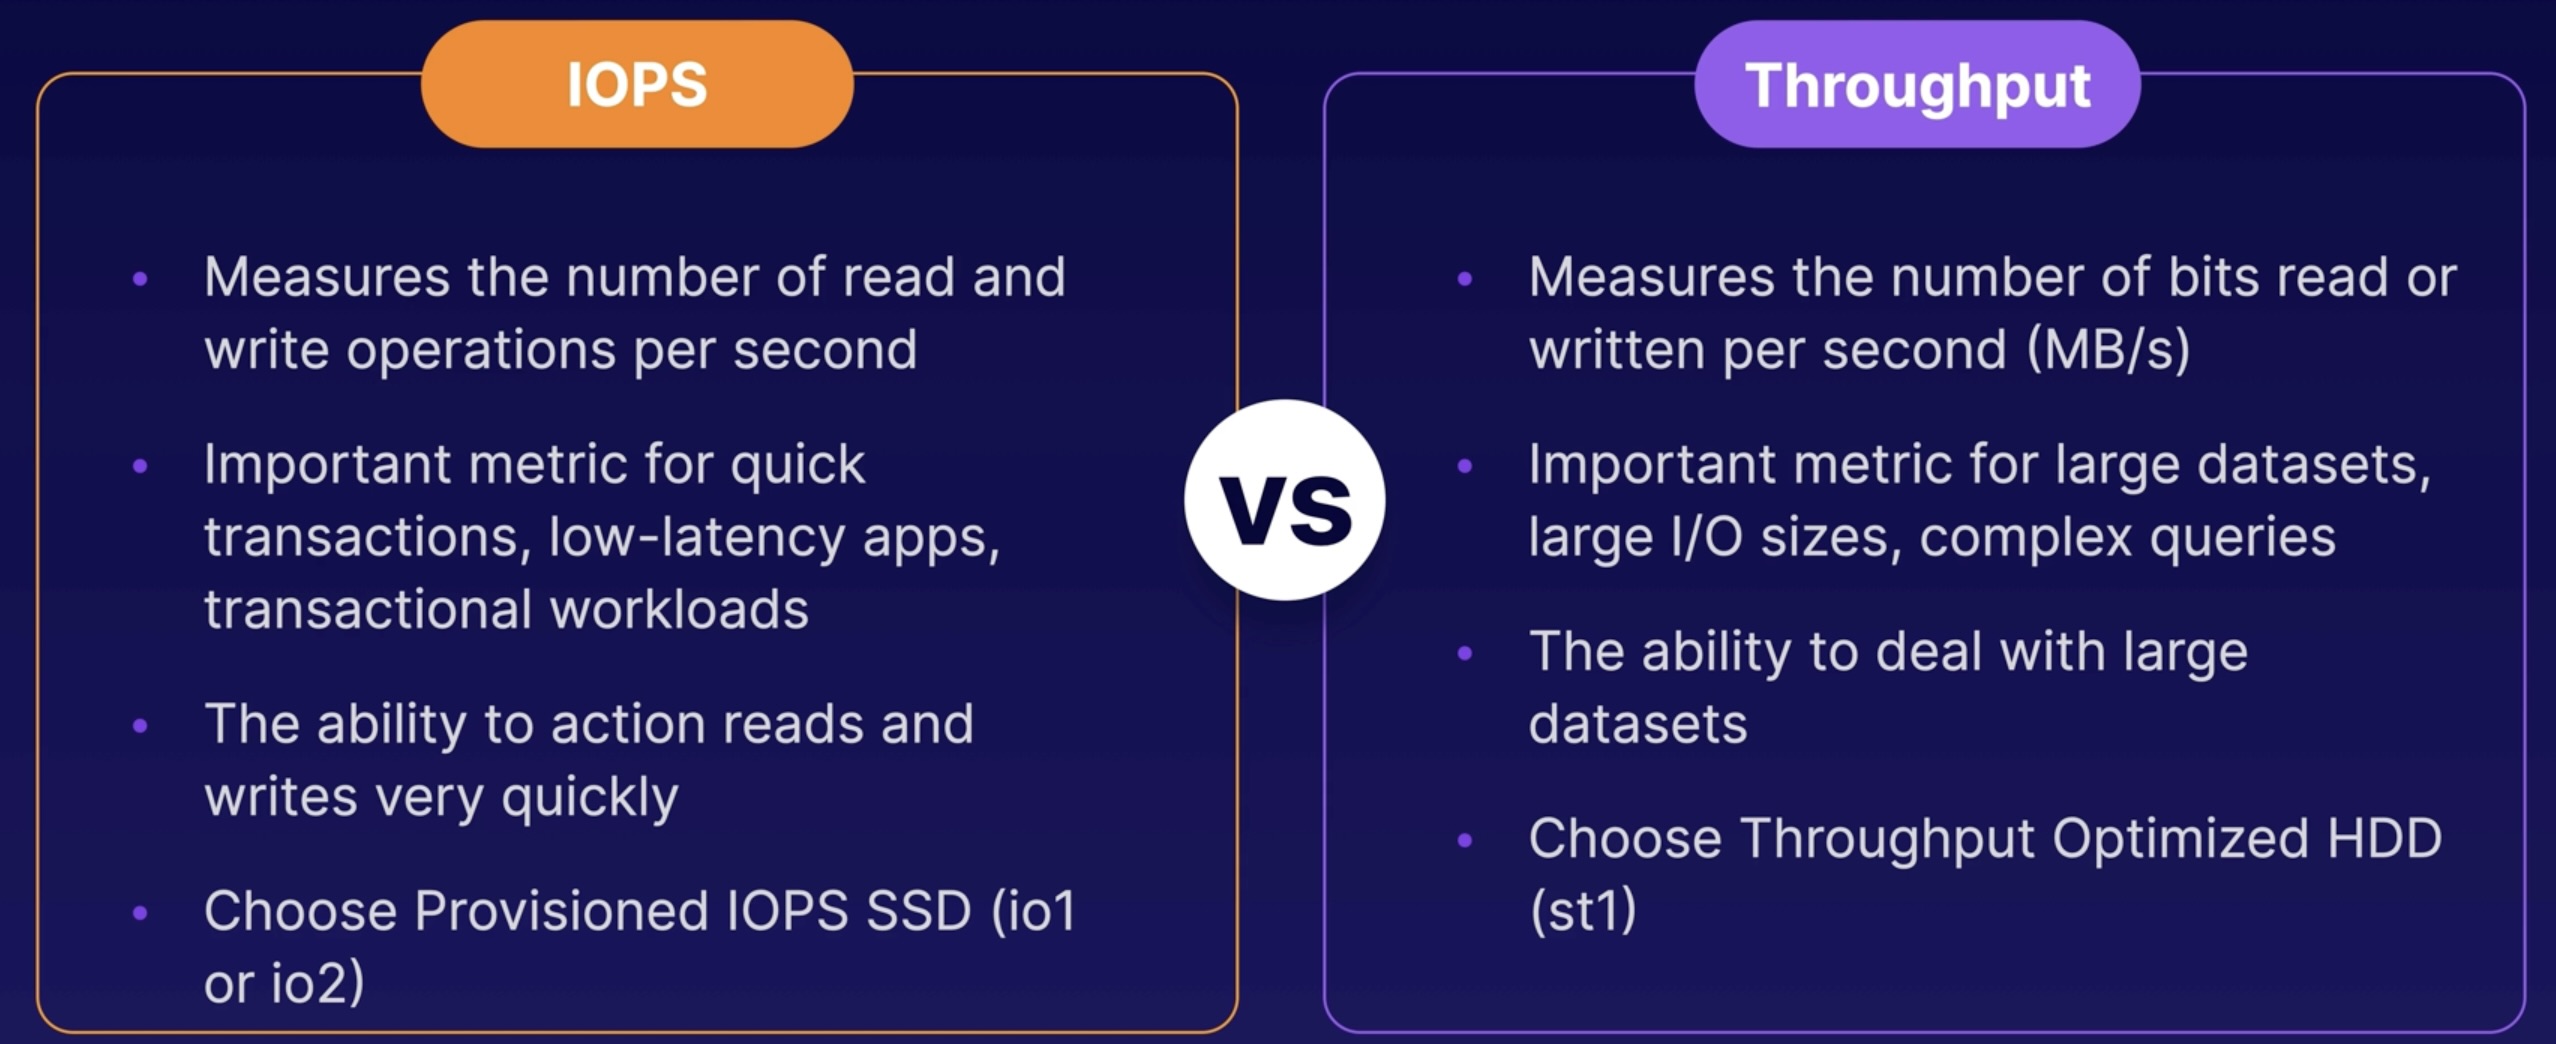 IOPS
• Measures the number of read and
write operations per second
• Important metric for quick
transactions, low-latency apps,
transactional workloads
• The ability to action reads and
writes very quickly
• Choose Provisioned IOPS SSD (io1
or io2)
vs
Throughput
• Measures the number of bits read or
written per second (MB/s)
• Important metric for large datasets,
large I/O sizes, complex queries
• The ability to deal with large
datasets
• Choose Throughput Optimized HDD
(st1)